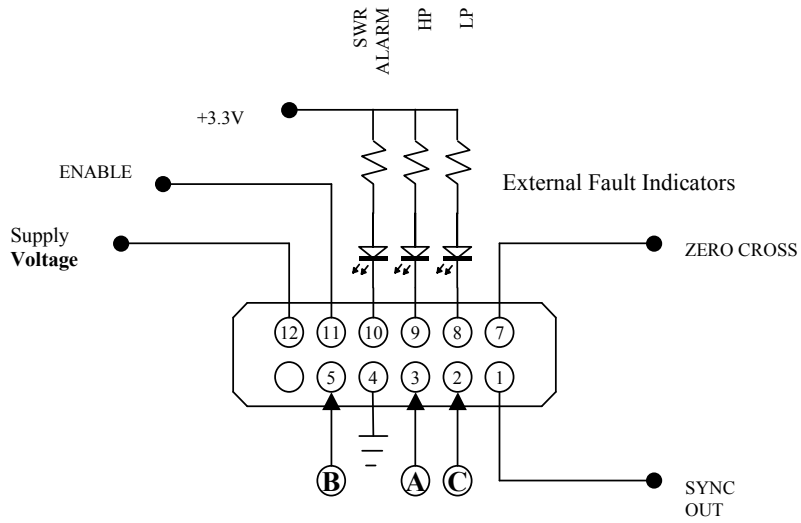 SWR
ALARM
HP
LP
+3.3V
ENABLE
External Fault Indicators
Supply
Voltage
ZERO CROSS
12 11 10 9 8 7
5 4 3 2 1
B A C
SYNC
OUT